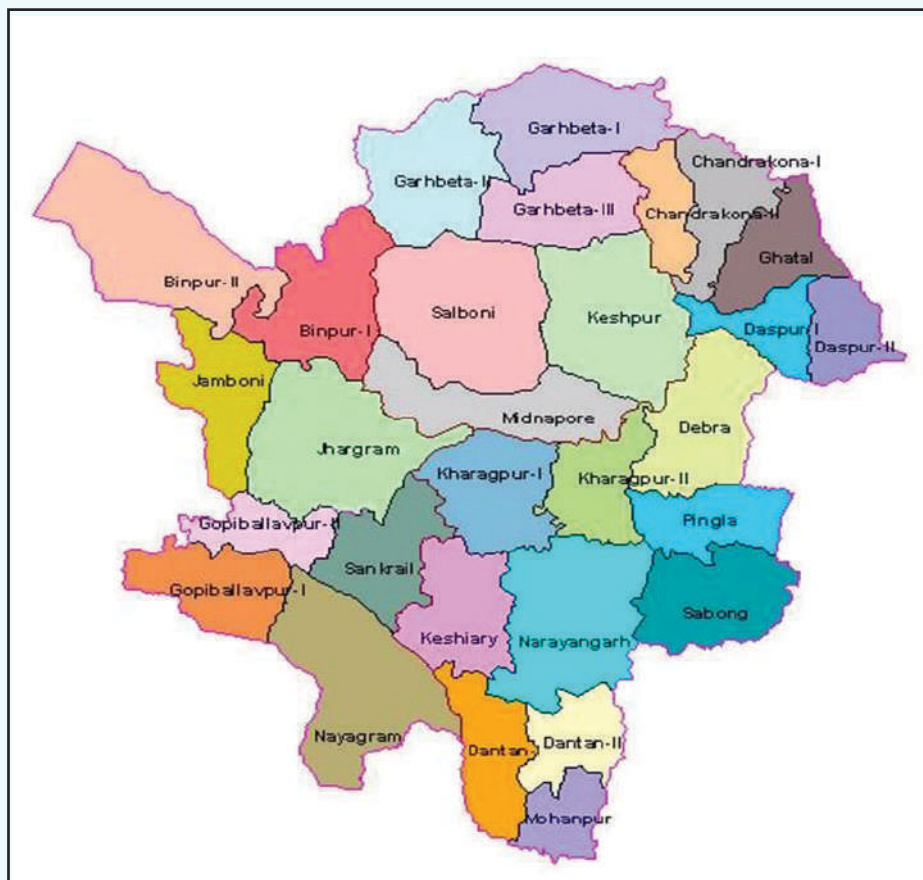 Garhbeta-I
Chandrakona-I
Garhbeta-II
Garhbeta-III
Chandrakona-II
Ghatal
Binpur-II
Binpur-I
Salboni
Keshpur
Daspur-I
Daspur-II
Jamboni
Midnapore
Debra
Jhargram
Kharagpur-I
Kharagpur-II
Gopiballavpur-II
Pingla
Sankrail
Gopiballavpur-I
Sabong
Keshiary
Narayangarh
Nayagram
Dantan-
Dantan-II
Mohanpur